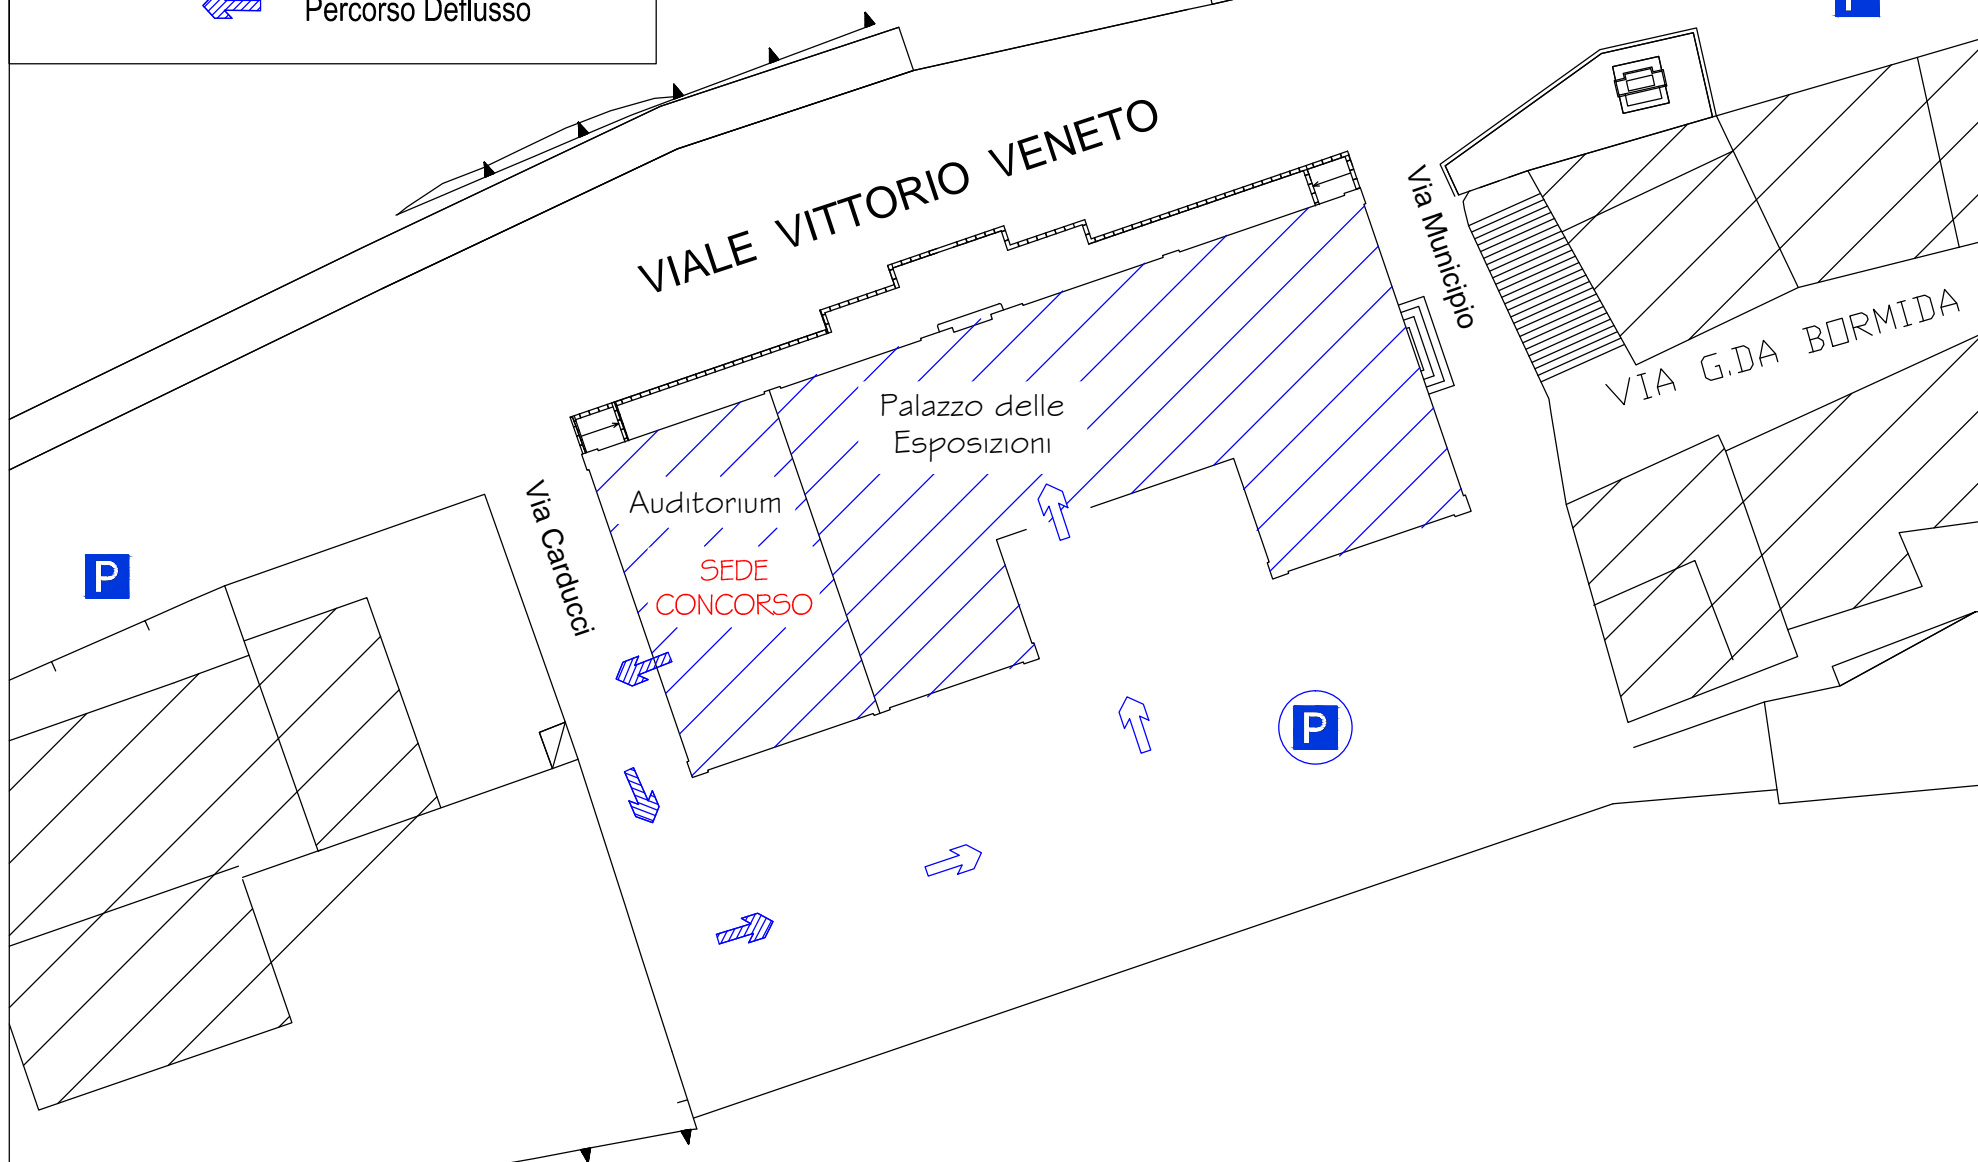 Percorso Deflusso
VIALE VITTORIO VENETO
Via Municipio
VIA G.DA BORMIDA
Palazzo delle
Esposizioni
Auditorium
SEDE
CONCORSO
Via Carducci
P
P